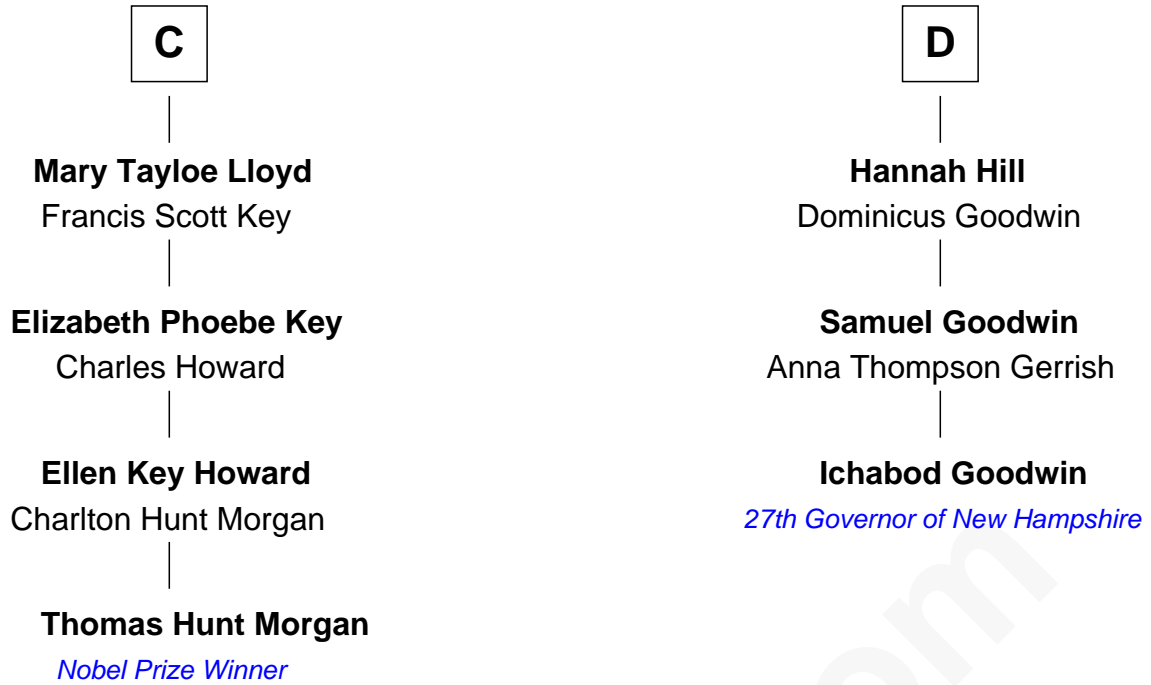 C
Mary Tayloe Lloyd
Francis Scott Key
Elizabeth Phoebe Key
Charles Howard
Ellen Key Howard
Charlton Hunt Morgan
Thomas Hunt Morgan
Nobel Prize Winner
D
Hannah Hill
Dominicus Goodwin
Samuel Goodwin
Anna Thompson Gerrish
Ichabod Goodwin
27th Governor of New Hampshire
om